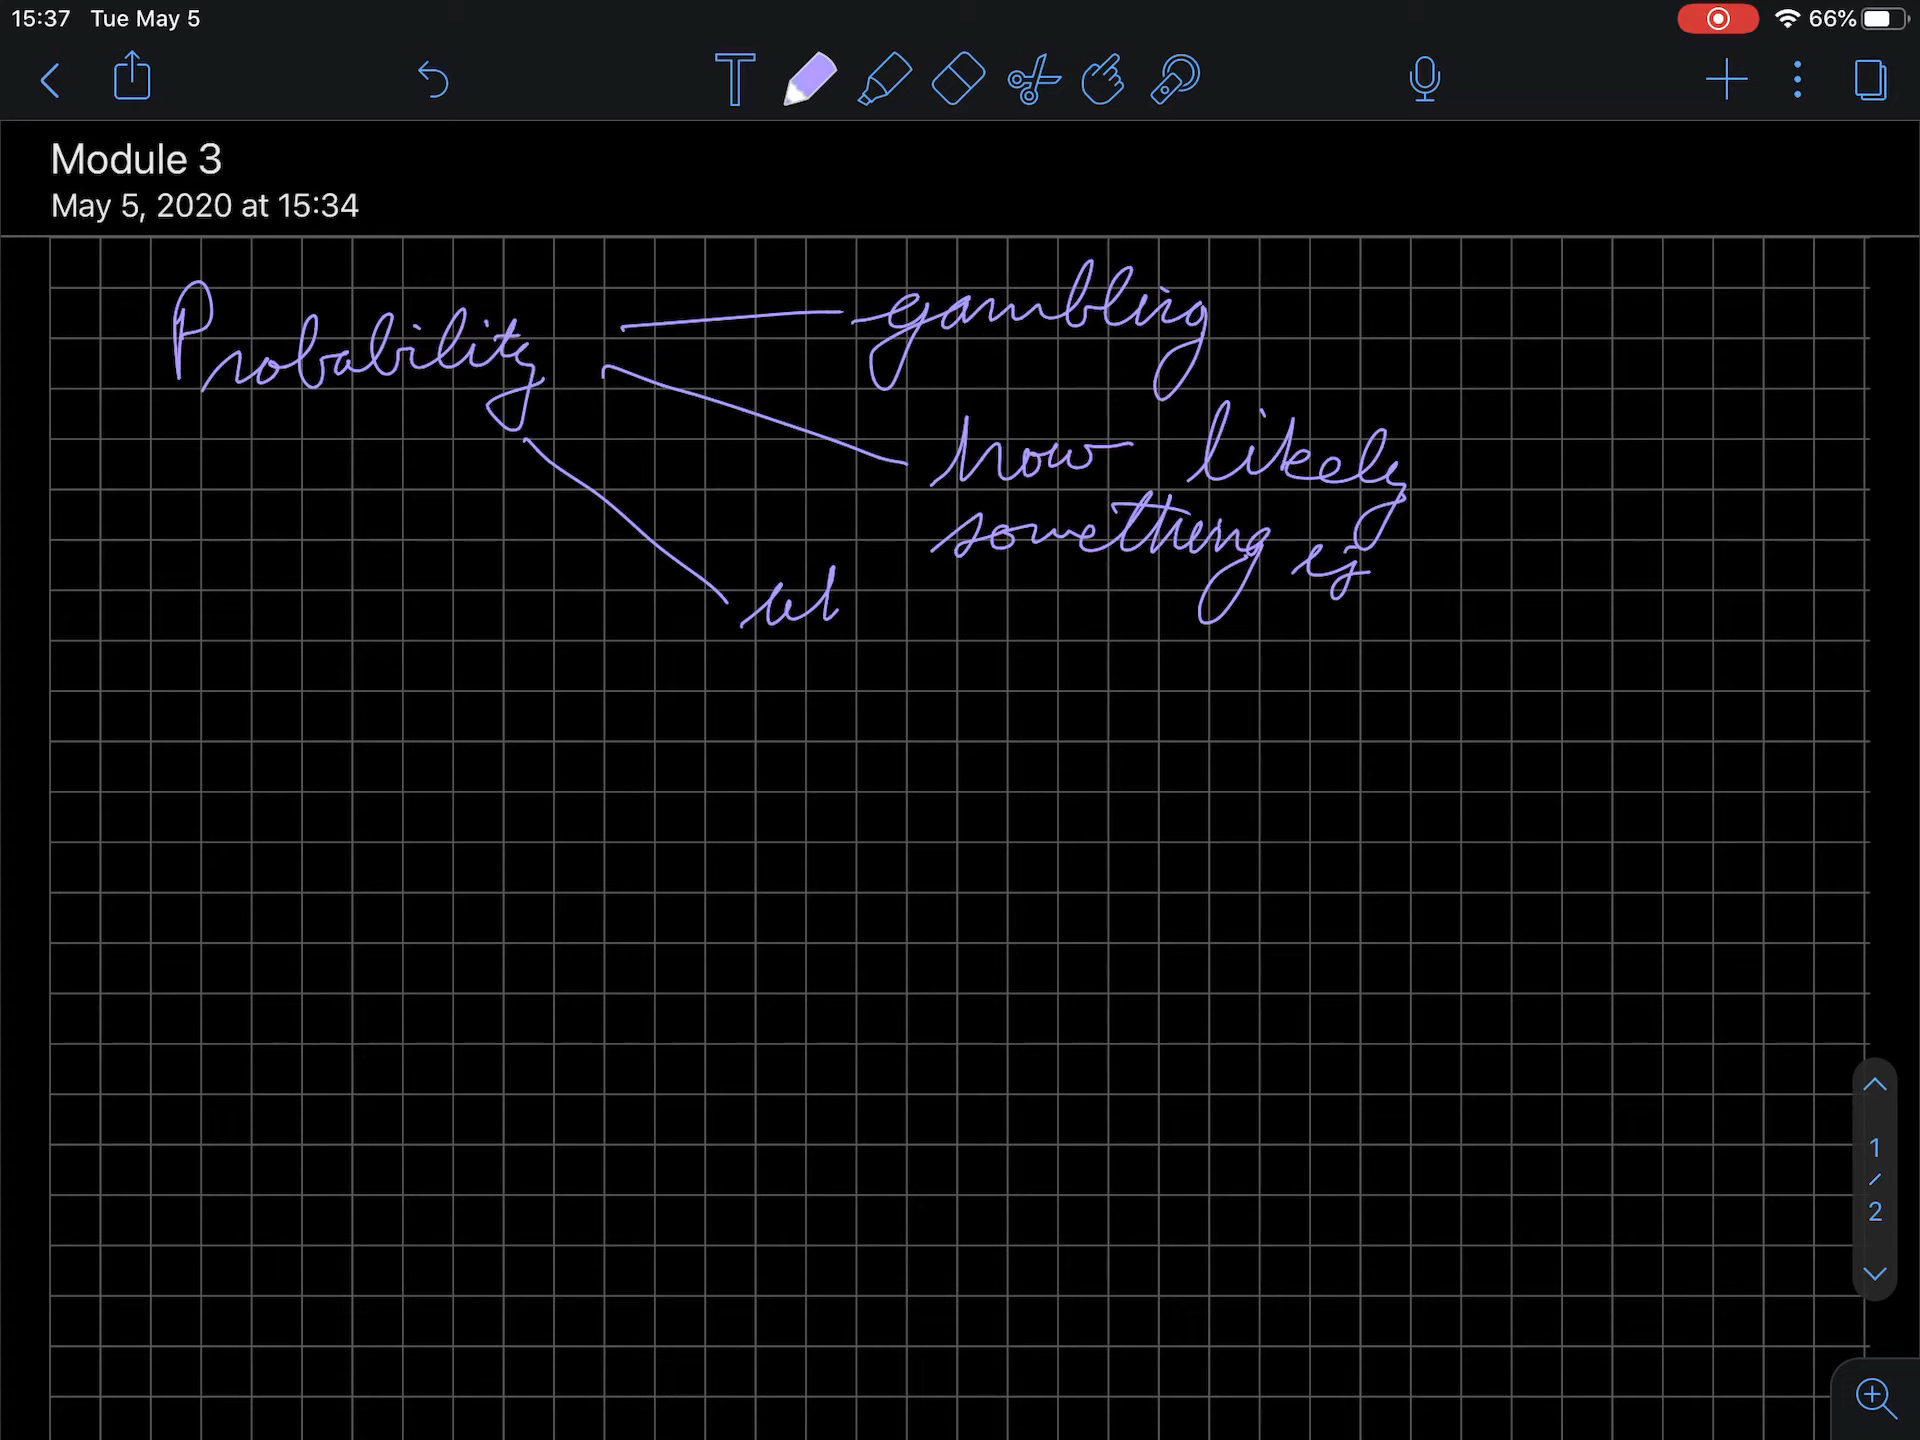 15:37 Tue May 5 66%
Module 3
May 5, 2020 at 15:34
Probability gambling
how likely
something is
1
/
2